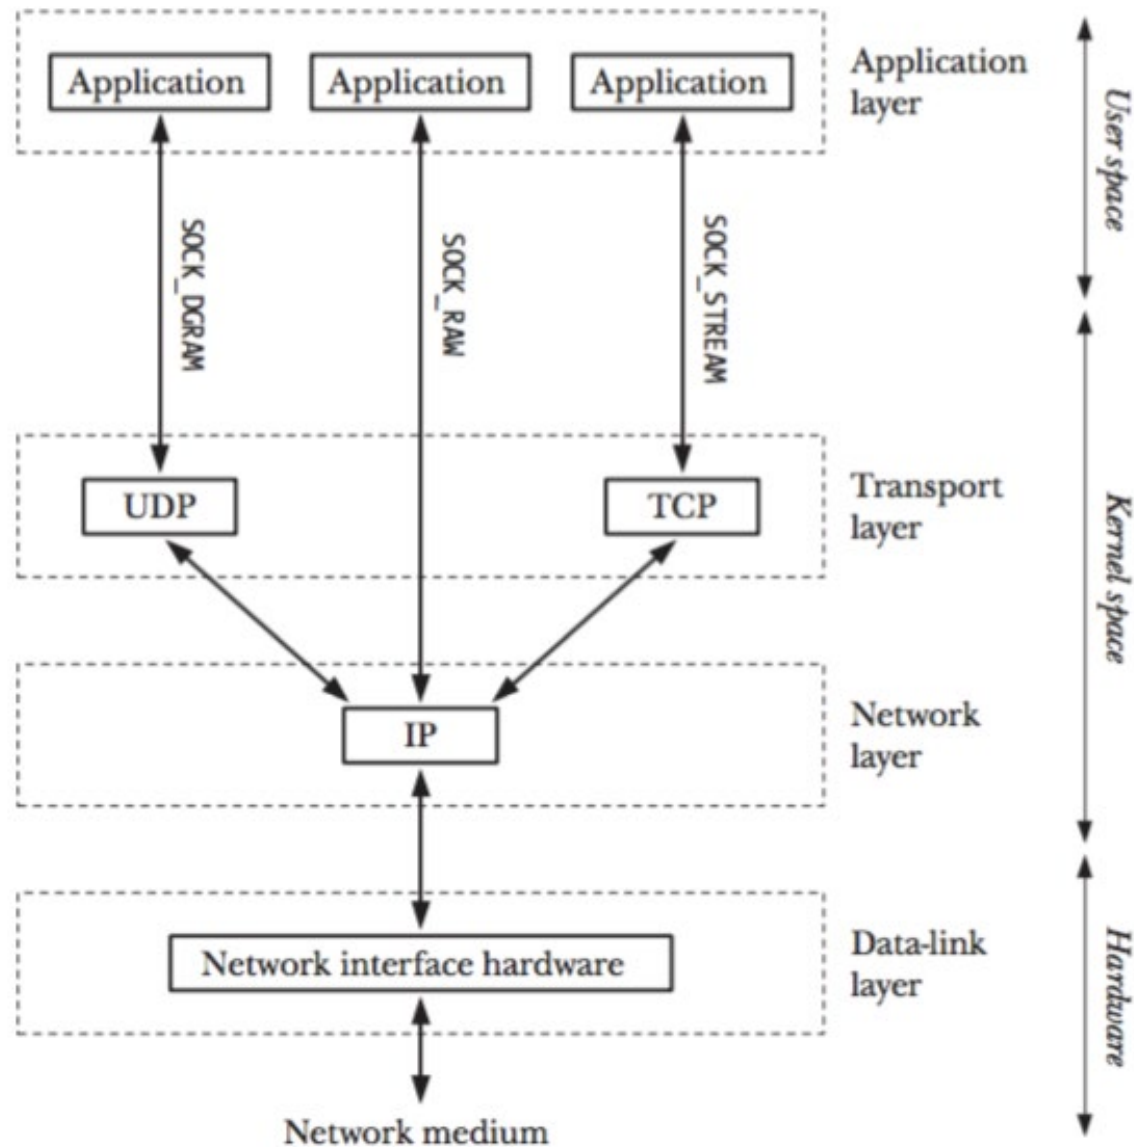 Application
Application
Application
Application
layer
User space
SOCK_DGRAM
SOCK_RAW
SOCK_STREAM
UDP
TCP
Transport
layer
Kernel space
IP
Network
layer
Network interface hardware
Data-link
layer
Hardware
Network medium